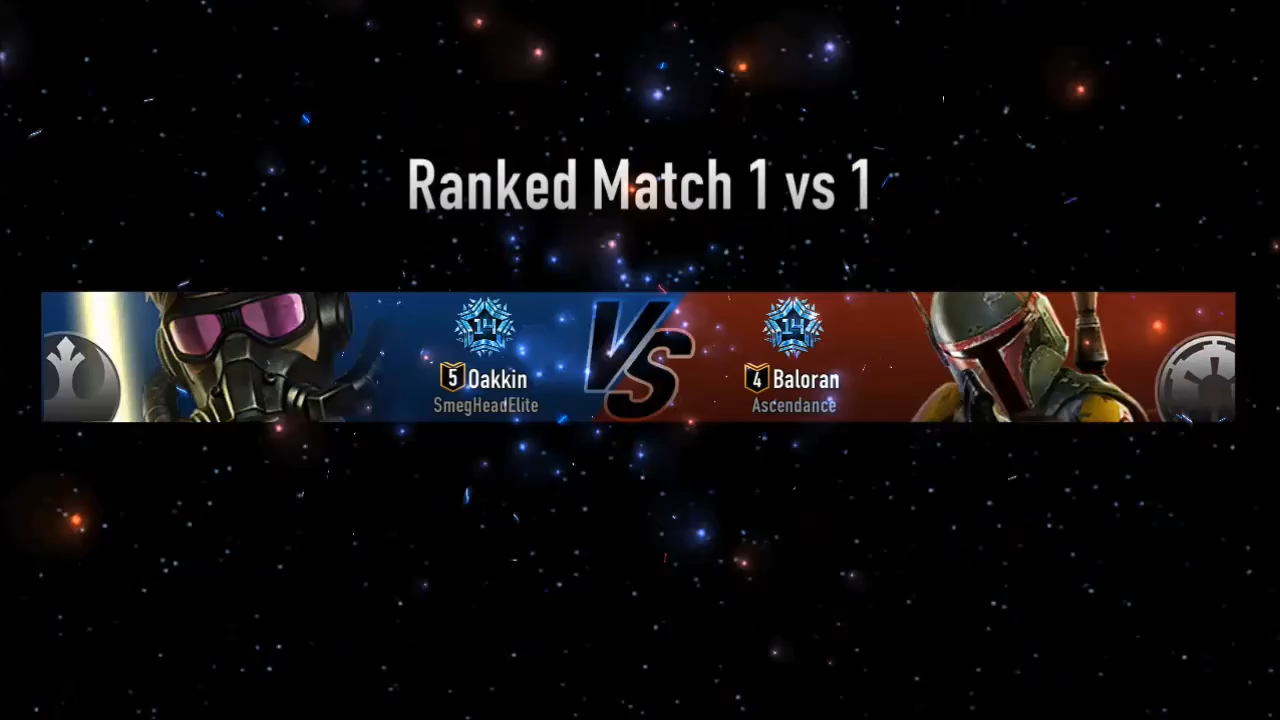 Ranked Match 1 vs 1
14
5 Oakkin
SmegHeadElite
VS
14
4 Baloran
Ascendance